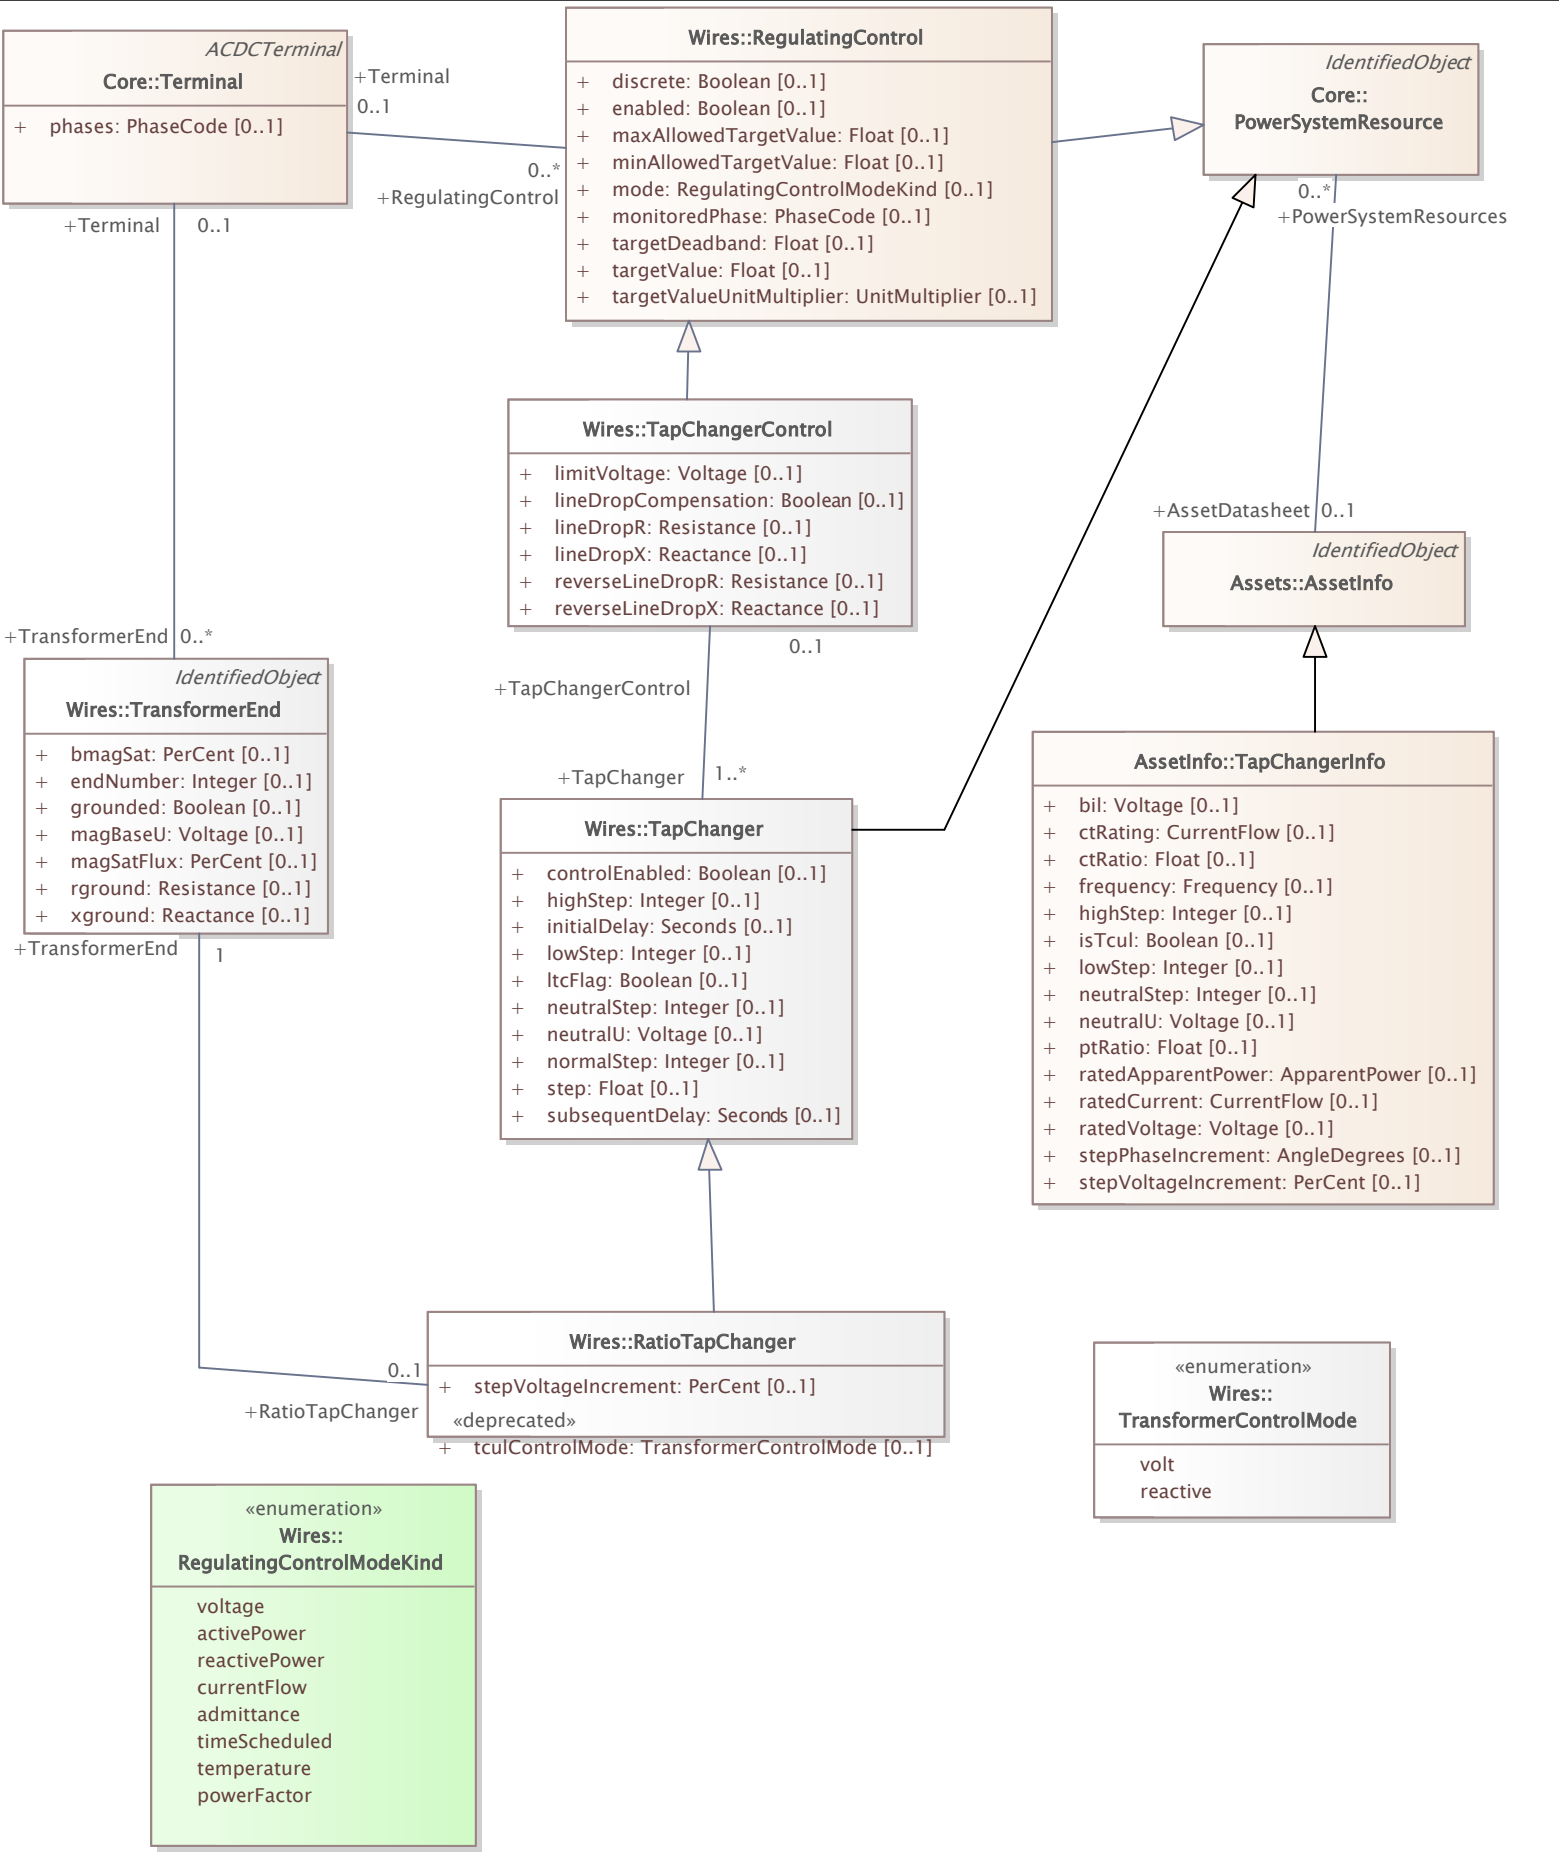 ACDCTerminal
Core::Terminal
+ phases: PhaseCode [0..1]
+Terminal
0..1
0..*
+RegulatingControl
+Terminal
0..1
Wires::RegulatingControl
+ discrete: Boolean [0..1]
+ enabled: Boolean [0..1]
+ maxAllowedTargetValue: Float [0..1]
+ minAllowedTargetValue: Float [0..1]
+ mode: RegulatingControlModeKind [0..1]
+ monitoredPhase: PhaseCode [0..1]
+ targetDeadband: Float [0..1]
+ targetValue: Float [0..1]
+ targetValueUnitMultiplier: UnitMultiplier [0..1]
IdentifiedObject
Core::
PowerSystemResource
0..*
+PowerSystemResources
Wires::TapChangerControl
+ limitVoltage: Voltage [0..1]
+ lineDropCompensation: Boolean [0..1]
+ lineDropR: Resistance [0..1]
+ lineDropX: Reactance [0..1]
+ reverseLineDropR: Resistance [0..1]
+ reverseLineDropX: Reactance [0..1]
0..1
+TapChangerControl
+AssetDatasheet
0..1
IdentifiedObject
Assets::AssetInfo
+TransformerEnd
0..*
IdentifiedObject
Wires::TransformerEnd
+ bmagSat: PerCent [0..1]
+ endNumber: Integer [0..1]
+ grounded: Boolean [0..1]
+ magBaseU: Voltage [0..1]
+ magSatFlux: PerCent [0..1]
+ rground: Resistance [0..1]
+ xground: Reactance [0..1]
+TransformerEnd
1
+TapChanger
1..*
Wires::TapChanger
+ controlEnabled: Boolean [0..1]
+ highStep: Integer [0..1]
+ initialDelay: Seconds [0..1]
+ lowStep: Integer [0..1]
+ ltcFlag: Boolean [0..1]
+ neutralStep: Integer [0..1]
+ neutralU: Voltage [0..1]
+ normalStep: Integer [0..1]
+ step: Float [0..1]
+ subsequentDelay: Seconds [0..1]
AssetInfo::TapChangerInfo
+ bil: Voltage [0..1]
+ ctRating: CurrentFlow [0..1]
+ ctRatio: Float [0..1]
+ frequency: Frequency [0..1]
+ highStep: Integer [0..1]
+ isTcul: Boolean [0..1]
+ lowStep: Integer [0..1]
+ neutralStep: Integer [0..1]
+ neutralU: Voltage [0..1]
+ ptRatio: Float [0..1]
+ ratedApparentPower: ApparentPower [0..1]
+ ratedCurrent: CurrentFlow [0..1]
+ ratedVoltage: Voltage [0..1]
+ stepPhaseIncrement: AngleDegrees [0..1]
+ stepVoltageIncrement: PerCent [0..1]
0..1
+RatioTapChanger
Wires::RatioTapChanger
+ stepVoltageIncrement: PerCent [0..1]
«deprecated»
+ tculControlMode: TransformerControlMode [0..1]
«enumeration»
Wires::
TransformerControlMode
volt
reactive
«enumeration»
Wires::
RegulatingControlModeKind
voltage
activePower
reactivePower
currentFlow
admittance
timeScheduled
temperature
powerFactor